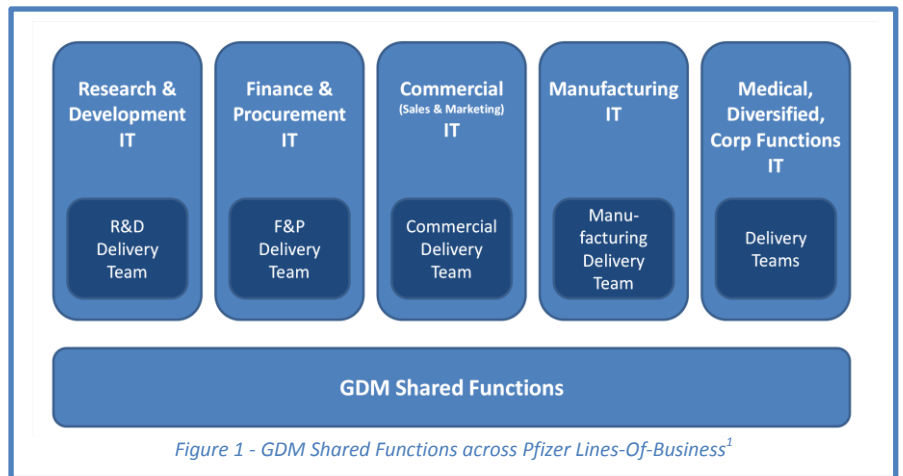 Research &
Development
IT
R&D
Delivery
Team
Finance &
Procurement
IT
F&P
Delivery
Team
Commercial
(Sales & Marketing)
IT
Commercial
Delivery
Team
Manufacturing
IT
Manu-
facturing
Delivery
Team
Medical,
Diversified,
Corp Functions
IT
Delivery
Teams
GDM Shared Functions
Figure 1 - GDM Shared Functions across Pfizer Lines-Of-Business¹